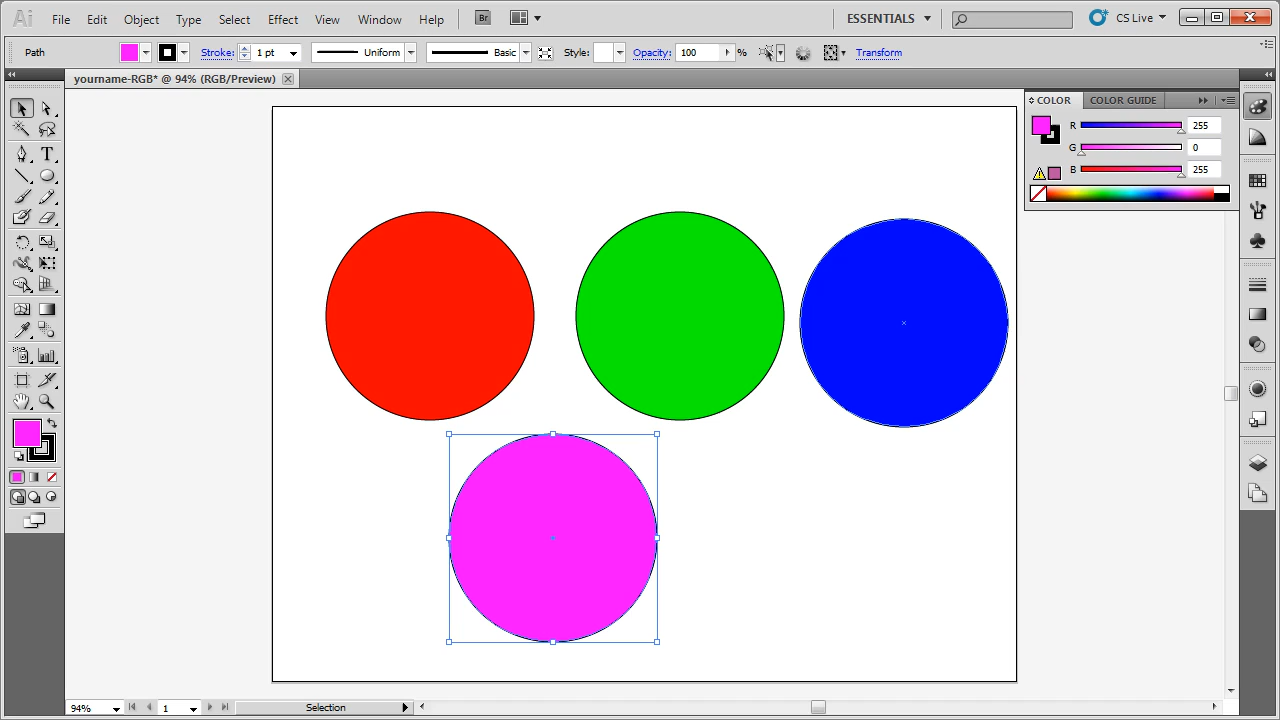 Ai File Edit Object Type Select Effect View Window Help Br ESSENTIALS CS Live
Path Stroke: 1 pt Uniform Basic Style: Opacity: 100 % Transform
yourname-RGB* @ 94% (RGB/Preview)
COLOR COLOR GUIDE
R 255
G 0
B 255
T
94% 1 Selection